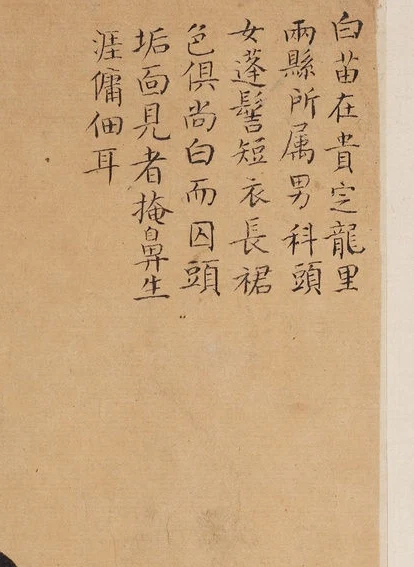 白苗在貴定龍里
兩縣所属男科頭
女蓬髻短衣長裙
色俱尚白而囚頭
垢面見者掩鼻生
涯傭佃耳